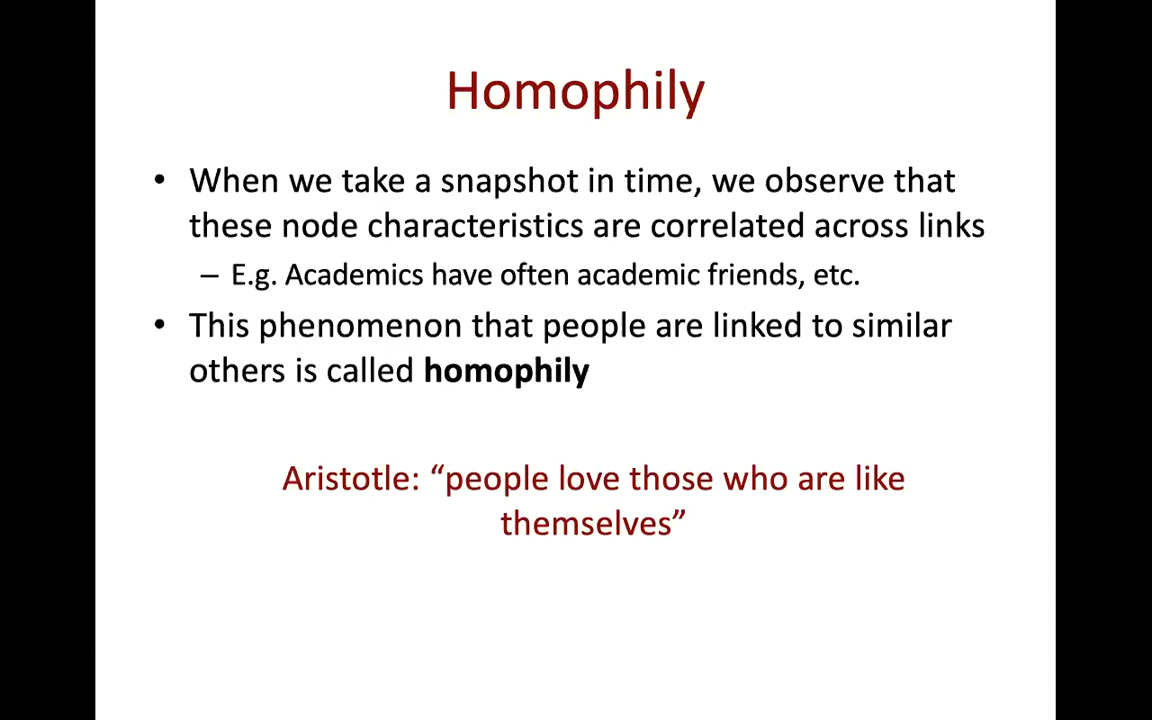 Homophily
• When we take a snapshot in time, we observe that
these node characteristics are correlated across links
– E.g. Academics have often academic friends, etc.
• This phenomenon that people are linked to similar
others is called homophily
Aristotle: “people love those who are like
themselves”